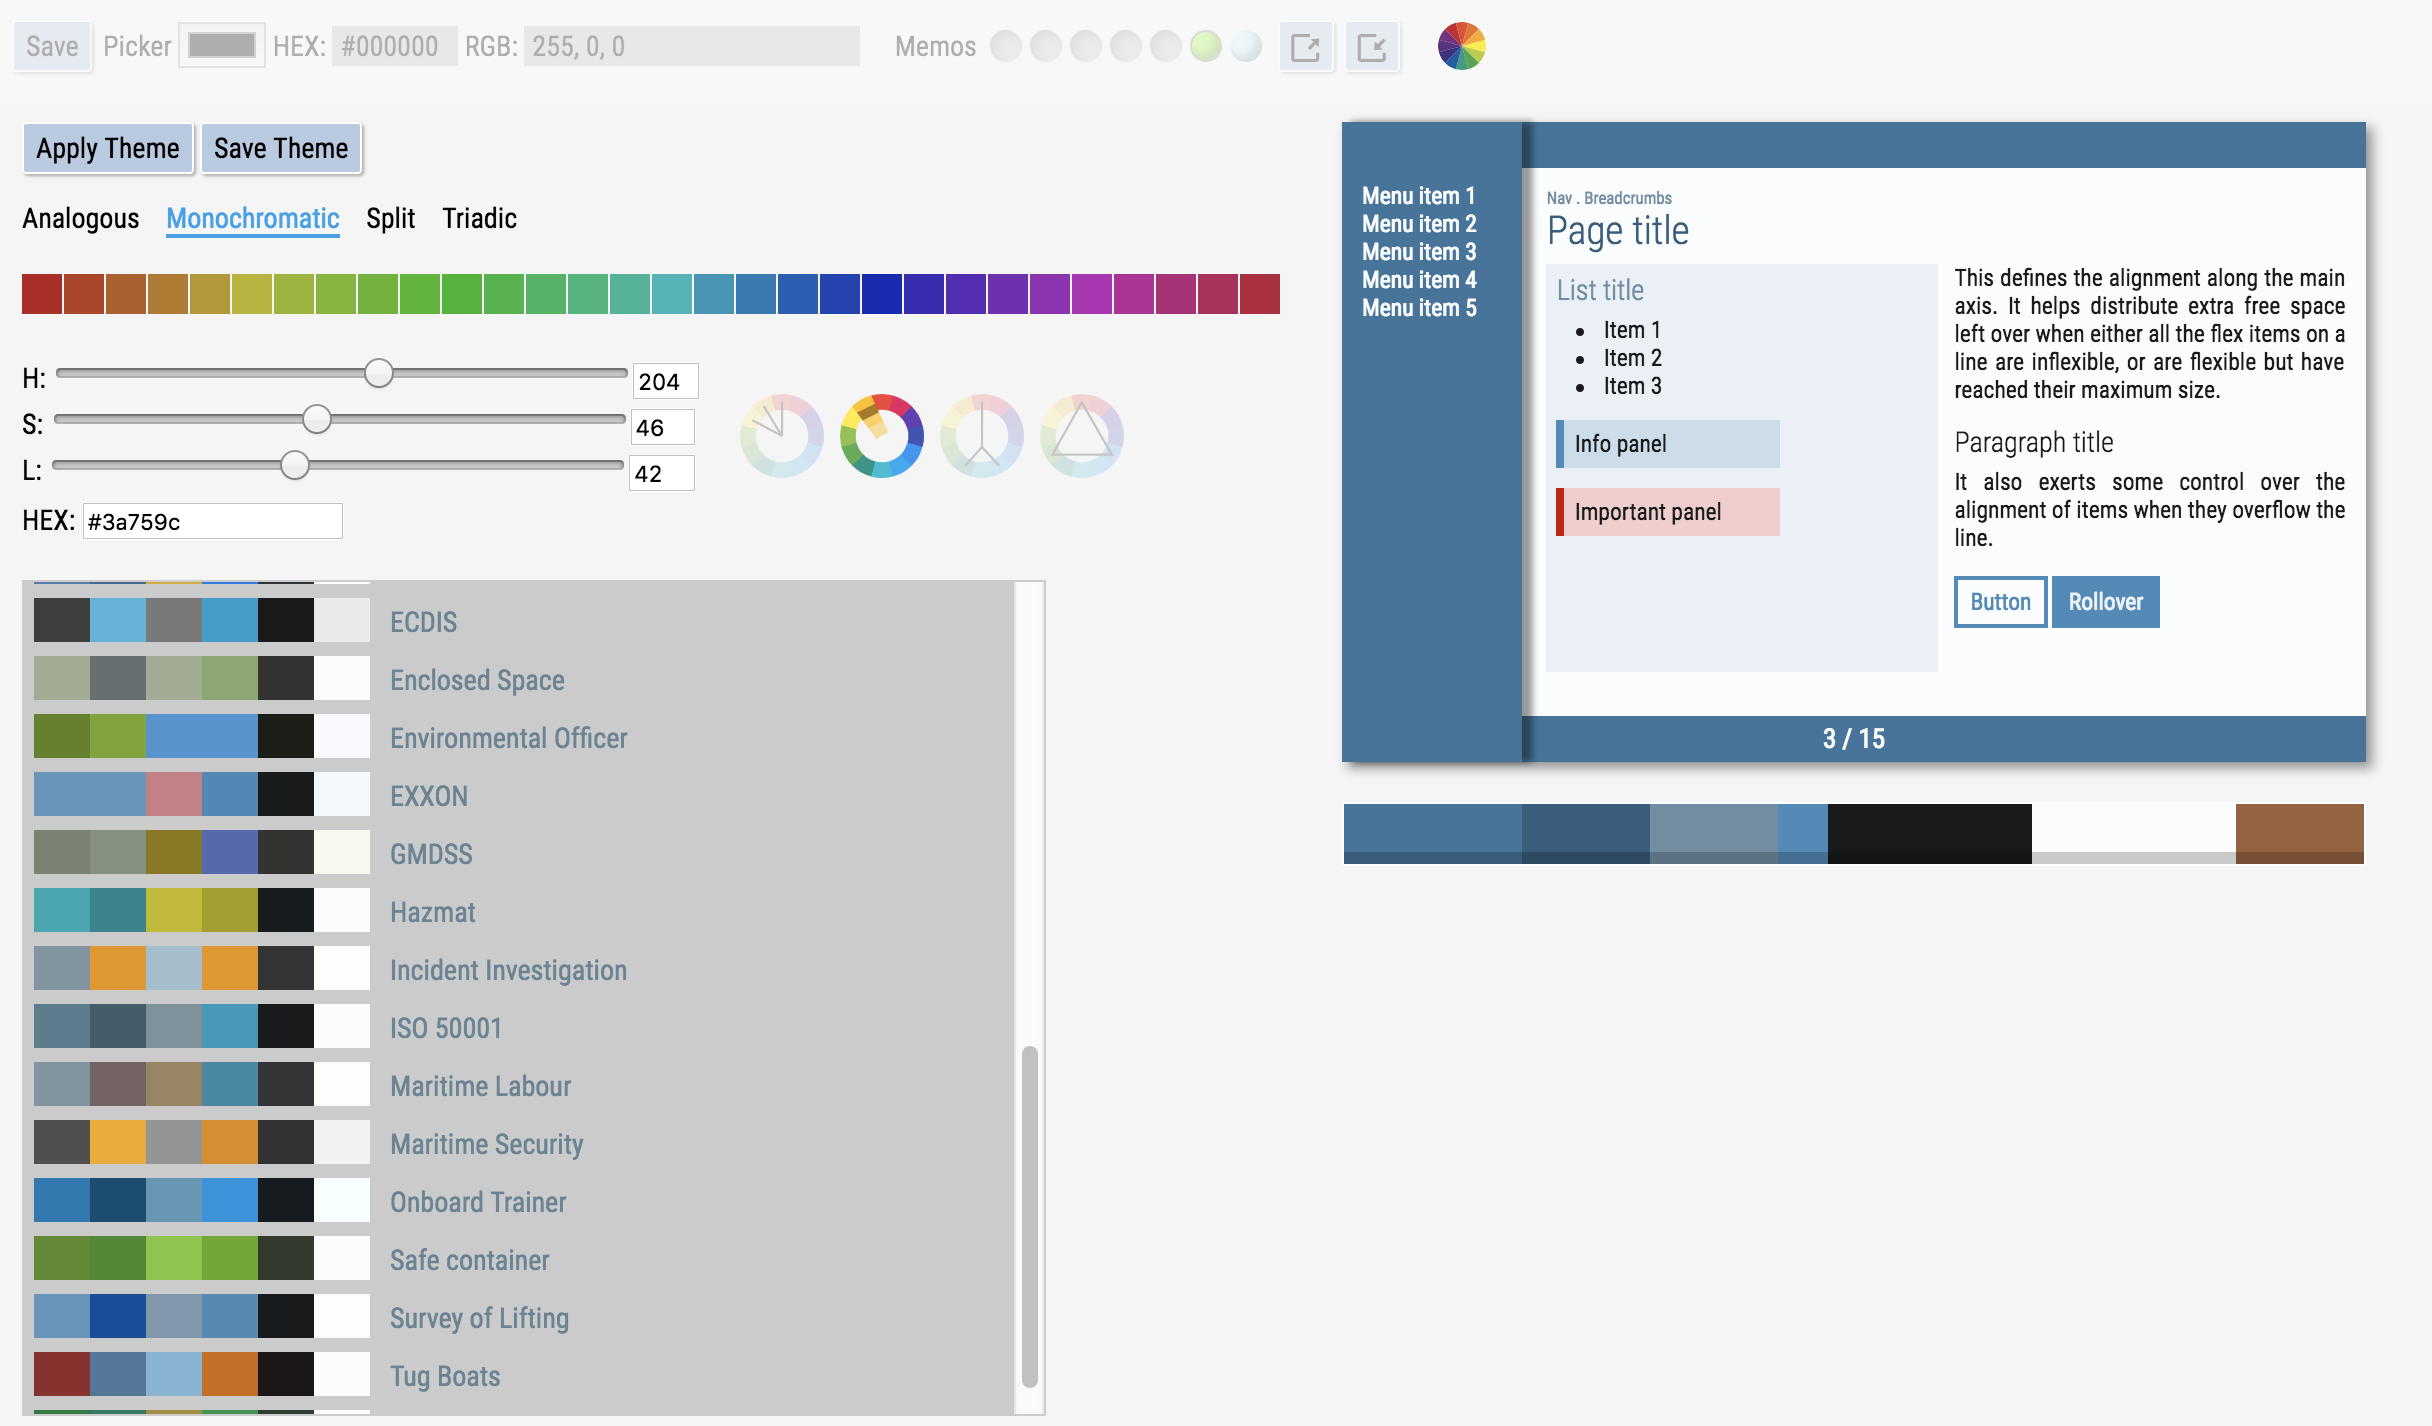 Save Picker HEX: #000000 RGB: 255, 0, 0 Memos
Apply Theme Save Theme
Analogous Monochromatic Split Triadic
H: 204
S: 46
L: 42
HEX: #3a759c
ECDIS
Enclosed Space
Environmental Officer
EXXON
GMDSS
Hazmat
Incident Investigation
ISO 50001
Maritime Labour
Maritime Security
Onboard Trainer
Safe container
Survey of Lifting
Tug Boats
Menu item 1
Menu item 2
Menu item 3
Menu item 4
Menu item 5
Nav . Breadcrumbs
Page title
List title
Item 1
Item 2
Item 3
Info panel
Important panel
This defines the alignment along the main
axis. It helps distribute extra free space
left over when either all the flex items on a
line are inflexible, or are flexible but have
reached their maximum size.
Paragraph title
It also exerts some control over the
alignment of items when they overflow the
line.
Button Rollover
3 / 15